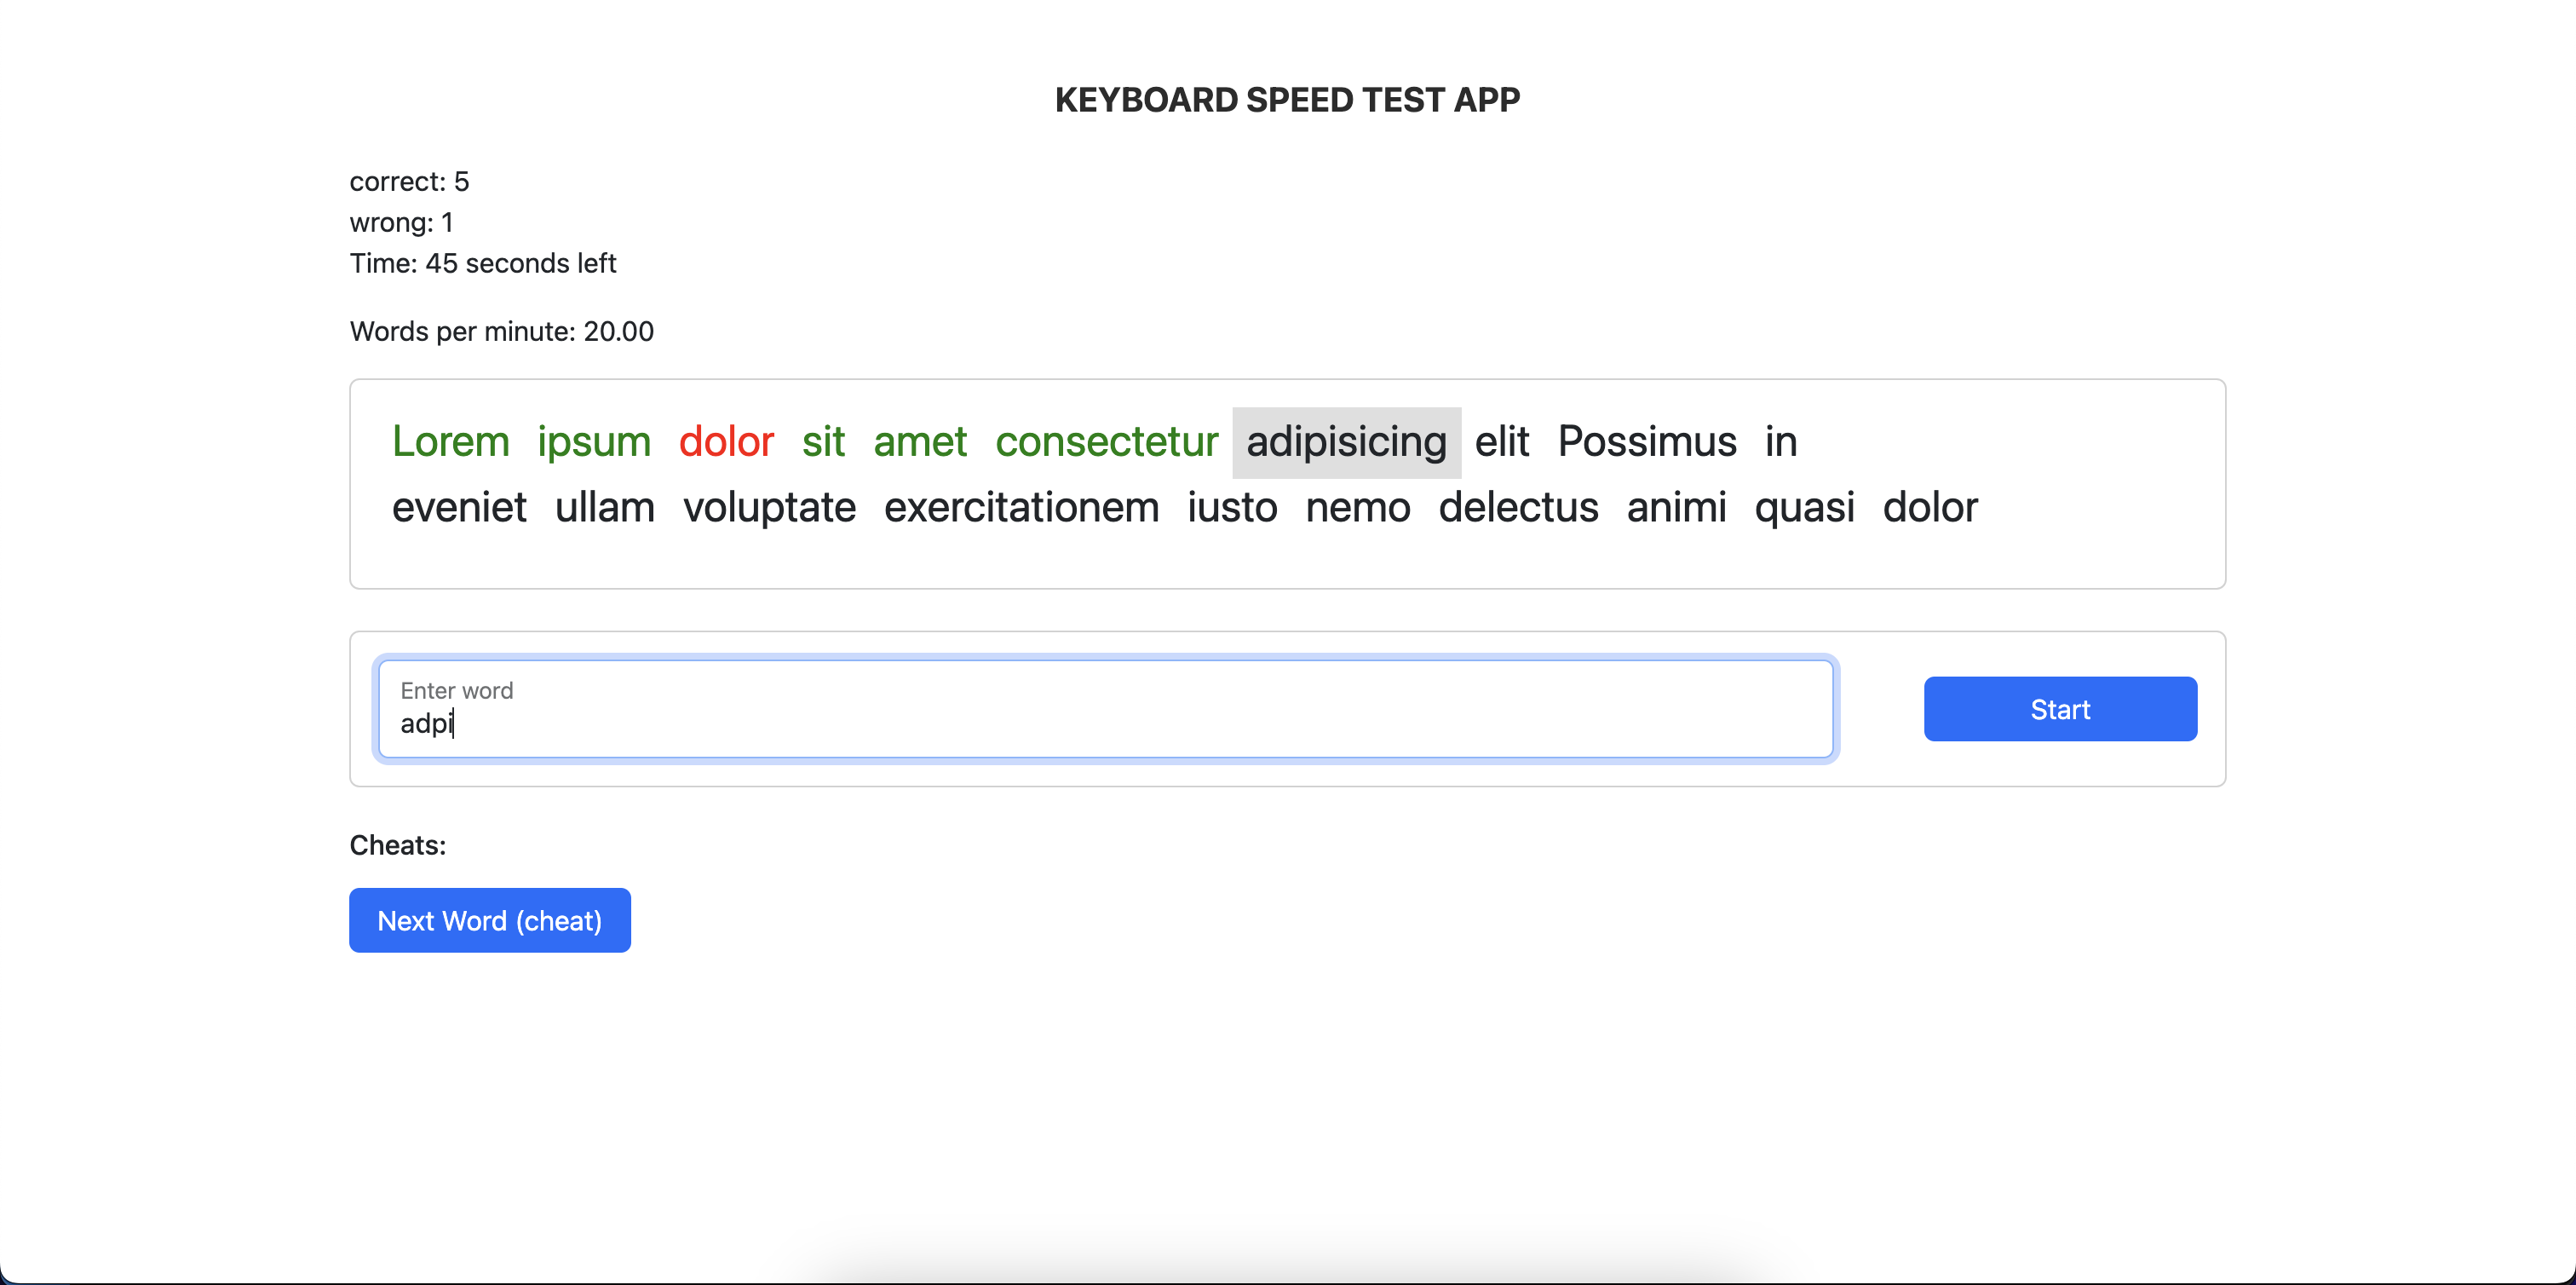 KEYBOARD SPEED TEST APP
correct: 5
wrong: 1
Time: 45 seconds left
Words per minute: 20.00
Lorem ipsum dolor sit amet consectetur adipisicing elit Possimus in
eveniet ullam voluptate exercitationem iusto nemo delectus animi quasi dolor
Enter word
adpi
Start
Cheats:
Next Word (cheat)